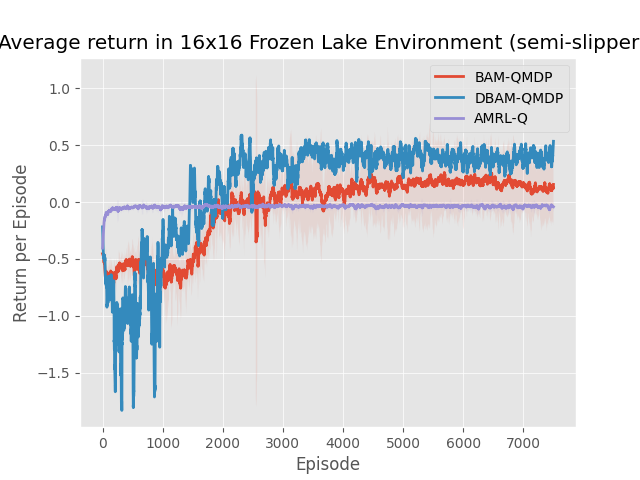 Average return in 16x16 Frozen Lake Environment (semi-slipper
BAM-QMDP
DBAM-QMDP
AMRL-Q
1.0
0.5
0.0
−0.5
−1.0
−1.5
Return per Episode
0 1000 2000 3000 4000 5000 6000 7000
Episode